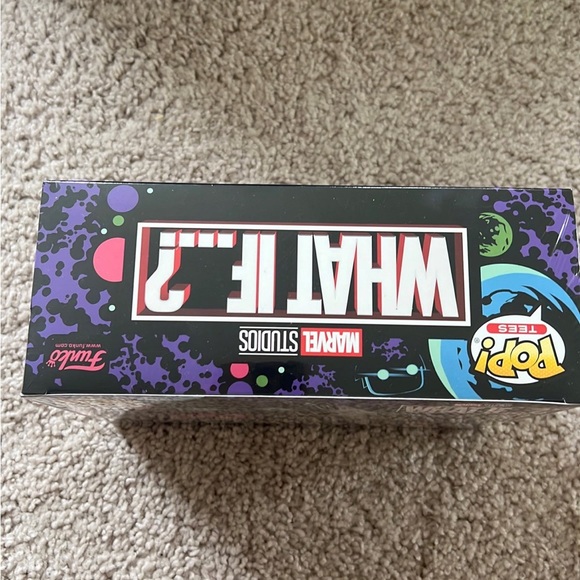 POP!
TEES
MARVEL
STUDIOS
WHAT IF...?
Funko
www.funko.com